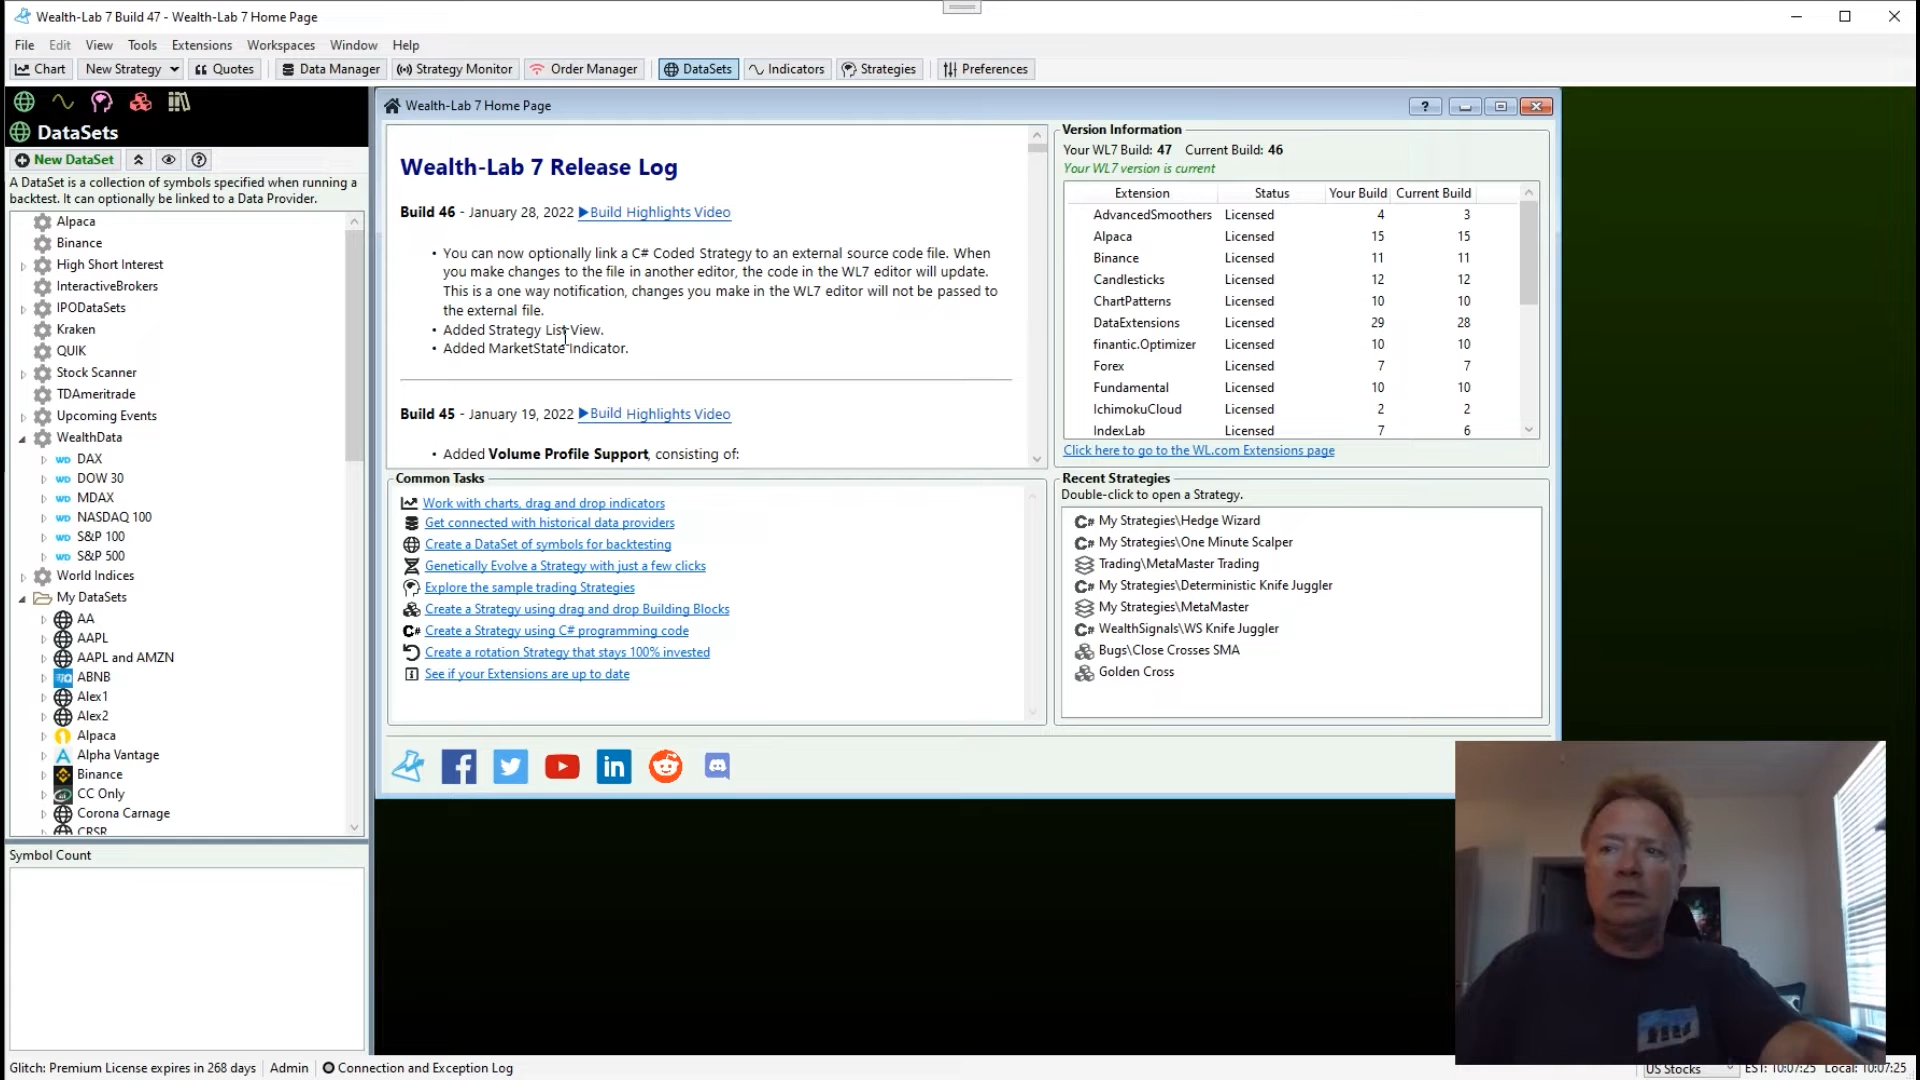 Wealth-Lab 7 Build 47 - Wealth-Lab 7 Home Page
File Edit View Tools Extensions Workspaces Window Help
Chart New Strategy Quotes Data Manager Strategy Monitor Order Manager DataSets Indicators Strategies Preferences
DataSets
New DataSet
A DataSet is a collection of symbols specified when running a
backtest. It can optionally be linked to a Data Provider.
Alpaca
Binance
High Short Interest
InteractiveBrokers
IPODataSets
Kraken
QUIK
Stock Scanner
TDAmeritrade
Upcoming Events
WealthData
WD DAX
WD DOW 30
WD MDAX
WD NASDAQ 100
WD S&P 100
WD S&P 500
World Indices
My DataSets
AA
AAPL
AAPL and AMZN
ABNB
Alex1
Alex2
Alpaca
Alpha Vantage
Binance
CC Only
Corona Carnage
CRSR
Symbol Count
Wealth-Lab 7 Home Page
Wealth-Lab 7 Release Log
Build 46 - January 28, 2022 ▶Build Highlights Video
• You can now optionally link a C# Coded Strategy to an external source code file. When
you make changes to the file in another editor, the code in the WL7 editor will update.
This is a one way notification, changes you make in the WL7 editor will not be passed to
the external file.
• Added Strategy List View.
• Added MarketState Indicator.
Build 45 - January 19, 2022 ▶Build Highlights Video
• Added Volume Profile Support, consisting of:
Common Tasks
Work with charts, drag and drop indicators
Get connected with historical data providers
Create a DataSet of symbols for backtesting
Genetically Evolve a Strategy with just a few clicks
Explore the sample trading Strategies
Create a Strategy using drag and drop Building Blocks
C# Create a Strategy using C# programming code
Create a rotation Strategy that stays 100% invested
See if your Extensions are up to date
Version Information
Your WL7 Build: 47 Current Build: 46
Your WL7 version is current
Extension Status Your Build Current Build
AdvancedSmoothers Licensed 4 3
Alpaca Licensed 15 15
Binance Licensed 11 11
Candlesticks Licensed 12 12
ChartPatterns Licensed 10 10
DataExtensions Licensed 29 28
finantic.Optimizer Licensed 10 10
Forex Licensed 7 7
Fundamental Licensed 10 10
IchimokuCloud Licensed 2 2
IndexLab Licensed 7 6
Click here to go to the WL.com Extensions page
Recent Strategies
Double-click to open a Strategy.
C# My Strategies\Hedge Wizard
C# My Strategies\One Minute Scalper
Trading\MetaMaster Trading
C# My Strategies\Deterministic Knife Juggler
My Strategies\MetaMaster
C# WealthSignals\WS Knife Juggler
Bugs\Close Crosses SMA
Golden Cross
Glitch: Premium License expires in 268 days Admin Connection and Exception Log
US Stocks EST: 10:07:25 Local: 10:07:25